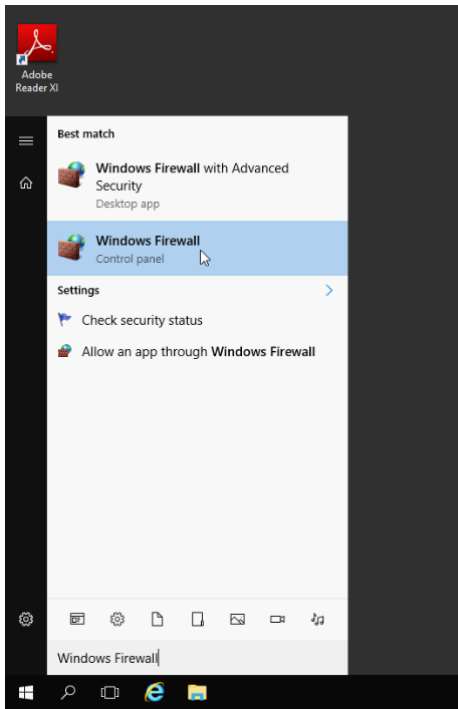 Adobe
Reader XI
Best match
Windows Firewall with Advanced
Security
Desktop app
Windows Firewall
Control panel
Settings
Check security status
Allow an app through Windows Firewall
Windows Firewall